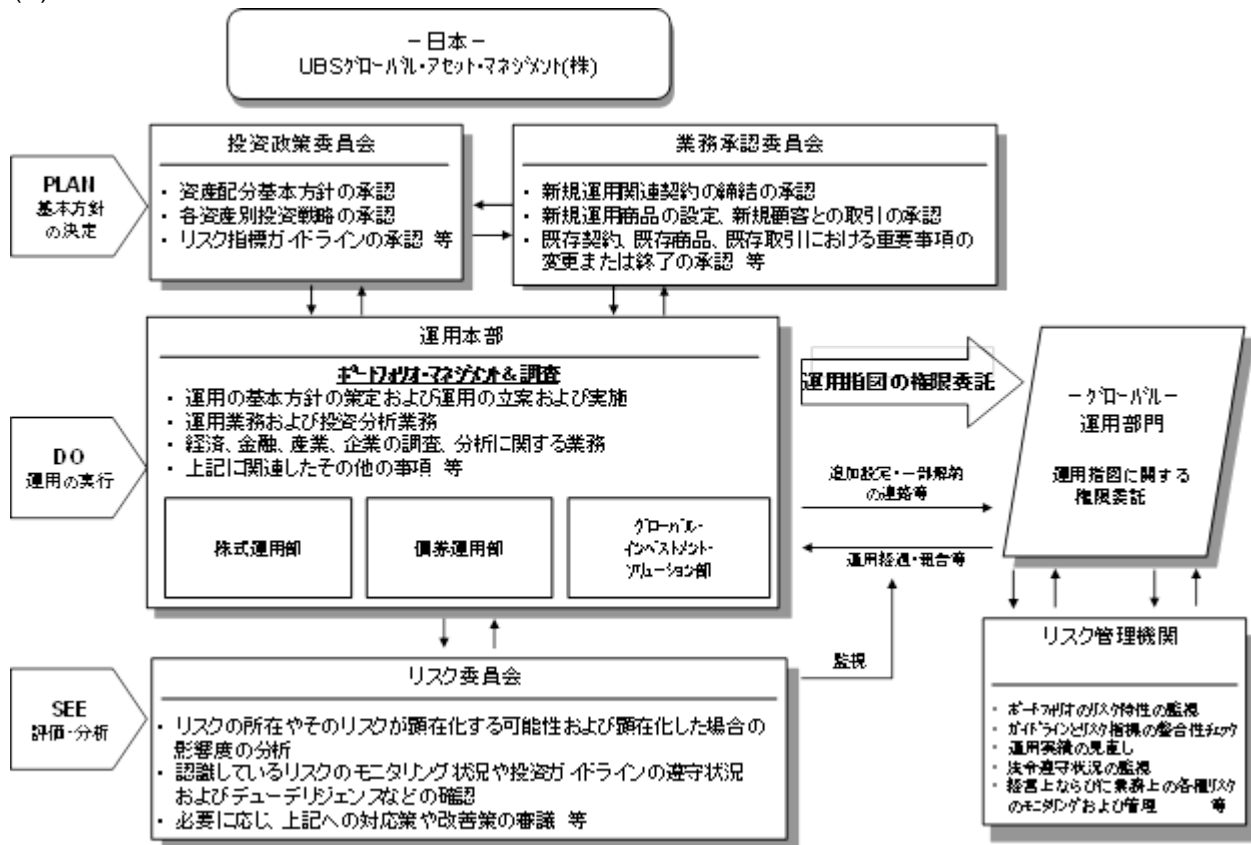 －日本－
UBSｸﾞﾛｰﾊﾞﾙ・ｱｾｯﾄ・ﾏﾈｼﾞﾒﾝﾄ(株)
PLAN
基本方針
の決定
投資政策委員会
・ 資産配分基本方針の承認
・ 各資産別投資戦略の承認
・ リスク指標ガイドラインの承認 等
業務承認委員会
・ 新規運用関連契約の締結の承認
・ 新規運用商品の設定、新規顧客との取引の承認
・ 既存契約、既存商品、既存取引における重要事項の
変更または終了の承認 等
DO
運用の実行
運用本部
ﾎﾟｰﾄﾌｫﾘｵ・ﾏﾈｼﾞﾒﾝﾄ＆調査
・ 運用の基本方針の策定および運用の立案および実施
・ 運用業務および投資分析業務
・ 経済、金融、産業、企業の調査、分析に関する業務
・ 上記に関連したその他の事項 等
株式運用部
債券運用部
ｸﾞﾛｰﾊﾞﾙ・
ｲﾝﾍﾞｽﾄﾒﾝﾄ・
ｿﾘｭｰｼｮﾝ部
運用指図の権限委託
追加設定・一部解約
の連絡等
運用経過・報告等
監視
－ｸﾞﾛｰﾊﾞﾙ－
運用部門
運用指図に関する
権限委託
SEE
評価・分析
リスク委員会
・ リスクの所在やそのリスクが顕在化する可能性および顕在化した場合の
影響度の分析
・ 認識しているリスクのモニタリング状況や投資ガイドラインの遵守状況
およびデューデリジェンスなどの確認
・ 必要に応じ、上記への対応策や改善策の審議 等
リスク管理機関
・ ﾎﾟｰﾄﾌｫﾘｵのﾘｽｸ特性の監視
・ ｶﾞｲﾄﾞﾗｲﾝとﾘｽｸ指標の整合性ﾁｪｯｸ
・ 運用実績の見直し
・ 法令遵守状況の監視
・ 経営上ならびに業務上の各種ﾘｽｸ
のﾓﾆﾀﾘﾝｸﾞおよび管理 等